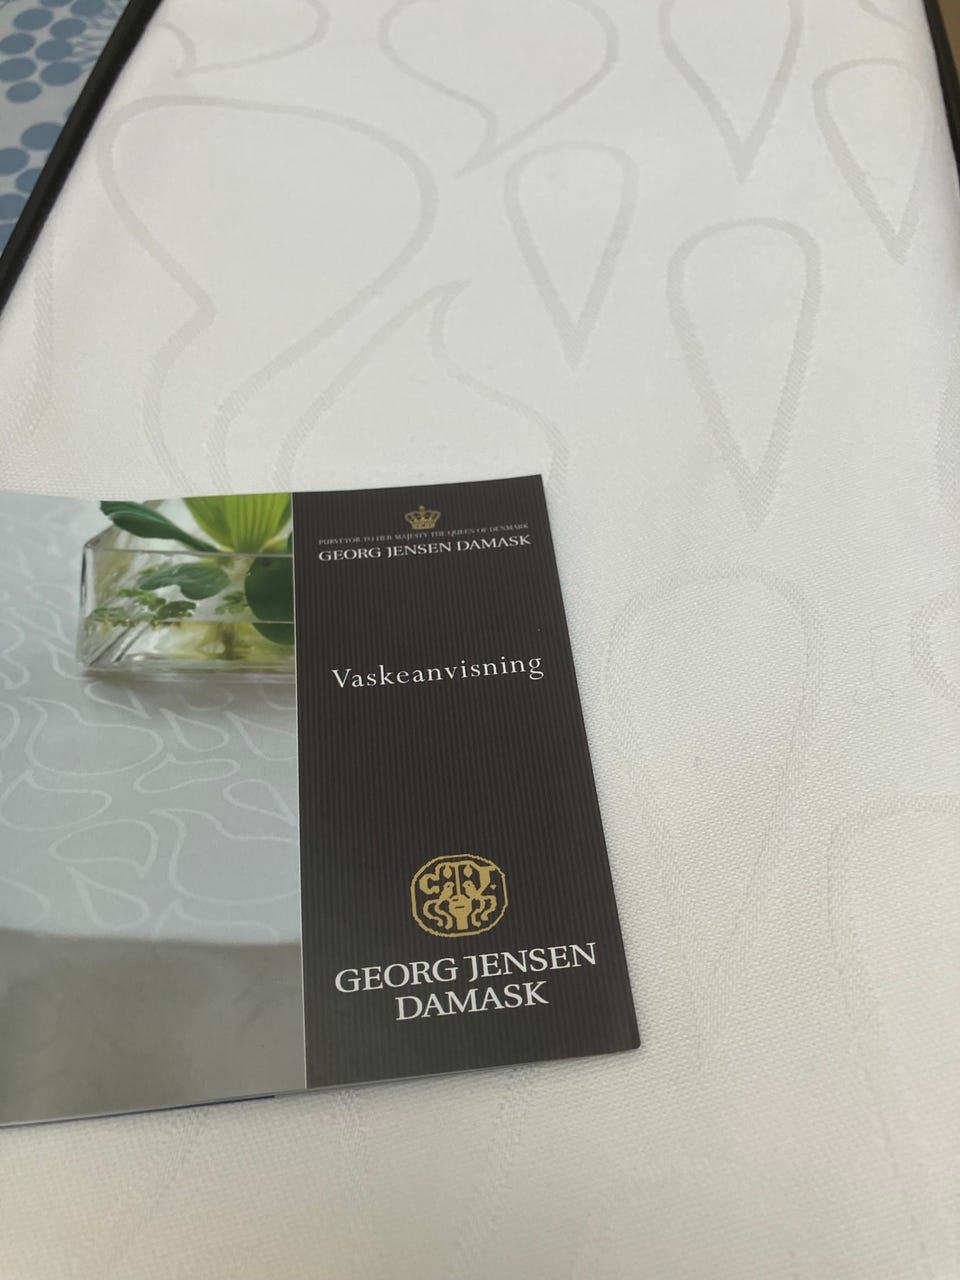 PURVEYOR TO HER MAJESTY THE QUEEN OF DENMARK
GEORG JENSEN DAMASK
Vaskeanvisning
GEORG JENSEN
DAMASK